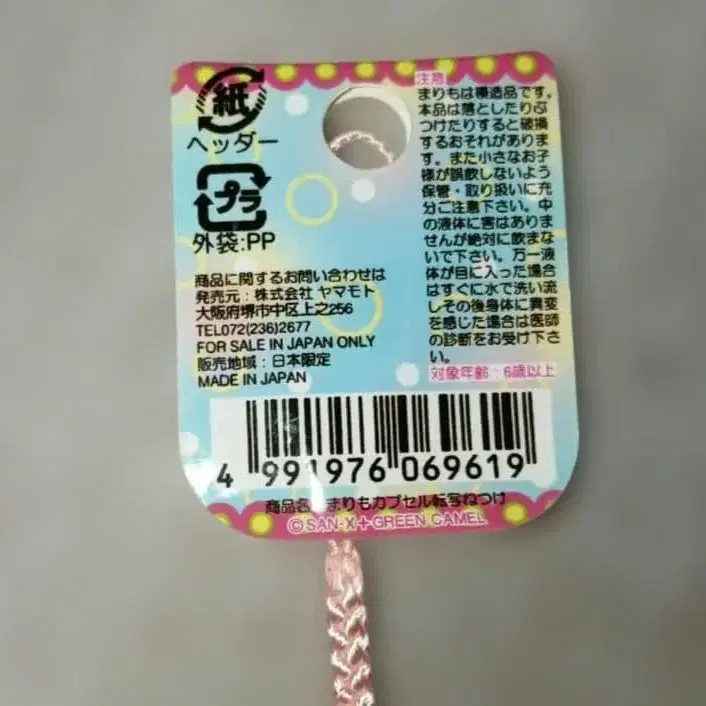 紙
ヘッダー
プラ
外袋:PP
商品に関するお問い合わせは
発売元：株式会社 ヤマモト
大阪府堺市中区上之256
TEL072(236)2677
FOR SALE IN JAPAN ONLY
販売地域：日本限定
MADE IN JAPAN
注意
まりもは模造品です。
本品は落としたりぶ
つけたりすると破損
するおそれがありま
す。また小さなお子
様が誤飲しないよう
保管・取り扱いに充
分ご注意下さい。中
の液体に害はありま
せんが絶対に飲まな
いで下さい。万一液
体が目に入った場合
はすぐに水で洗い流
しその後身体に異変
を感じた場合は医師
の診断をお受け下さ
い。
対象年齢：6歳以上
4 991976 069619
商品名：まりもカプセル転写ねつけ
©SAN-X+GREEN CAMEL